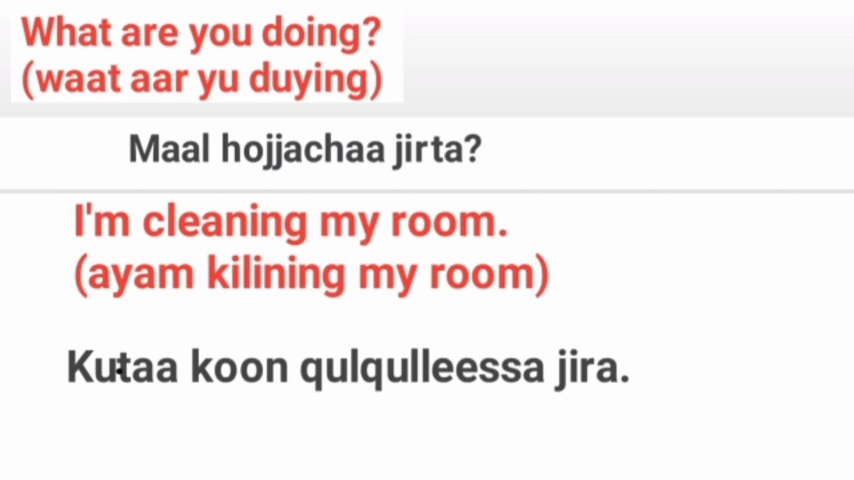 What are you doing?
(waat aar yu duying)
Maal hojjachaa jirta?
I'm cleaning my room.
(ayam kilining my room)
Kutaa koon qulqulleessa jira.